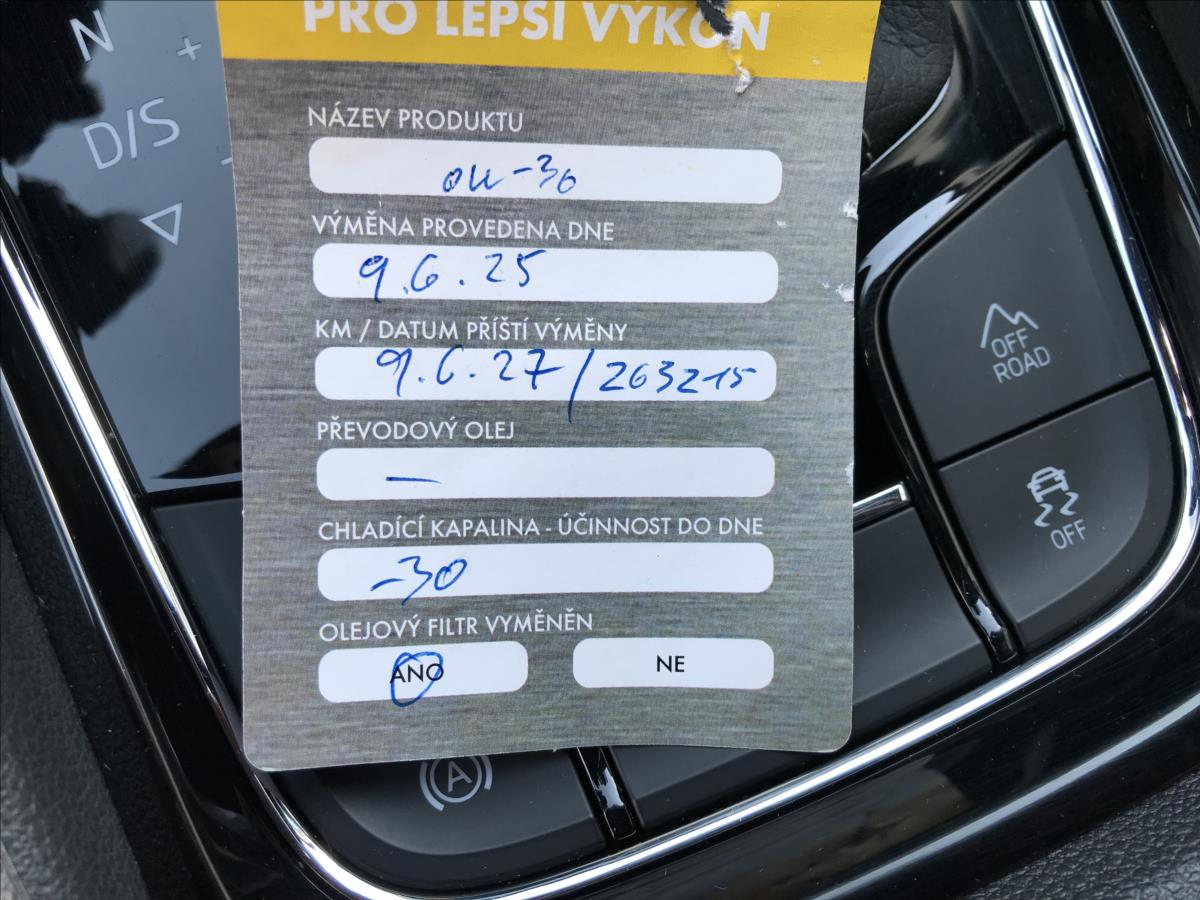 PRO LEPŠÍ VÝKON
NÁZEV PRODUKTU
0W-30
VÝMĚNA PROVEDENA DNE
9.6.25
KM / DATUM PŘÍŠTÍ VÝMĚNY
9.6.27/263215
PŘEVODOVÝ OLEJ
—
CHLADÍCÍ KAPALINA - ÚČINNOST DO DNE
-30
OLEJOVÝ FILTR VYMĚNĚN
ANO NE
N
+
D/S
-
OFF
ROAD
OFF
A